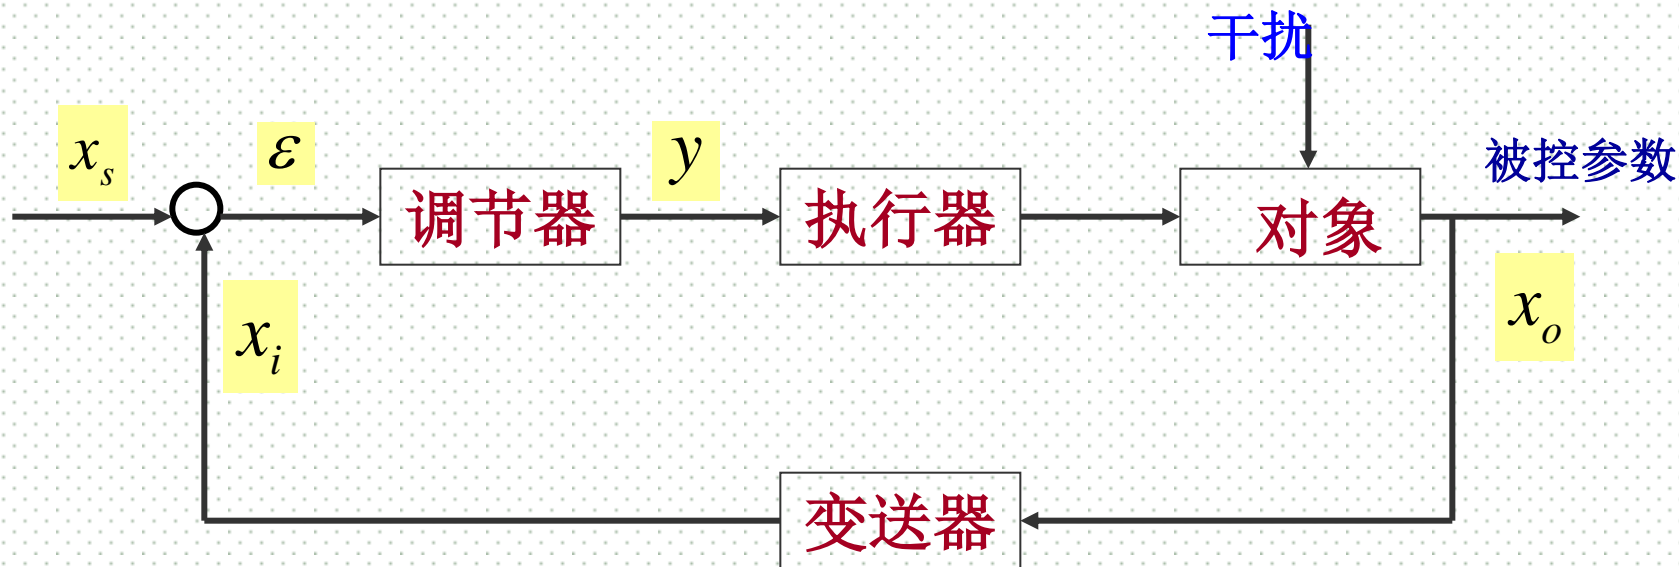 干扰
x_s
ε
y
被控参数
调节器
执行器
对象
x_i
x_o
变送器